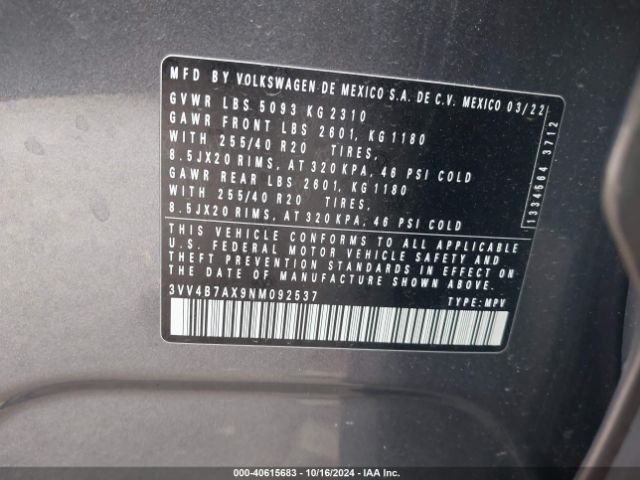 MFD BY VOLKSWAGEN DE MEXICO S.A. DE C.V. MEXICO 03/22
GVWR LBS 5093 KG 2310
GAWR FRONT LBS 2601, KG 1180
WITH 255/40 R20 TIRES,
8.5JX20 RIMS, AT 320 KPA, 46 PSI COLD
GAWR REAR LBS 2601, KG 1180
WITH 255/40 R20 TIRES,
8.5JX20 RIMS, AT 320 KPA, 46 PSI COLD
1334564 3712
THIS VEHICLE CONFORMS TO ALL APPLICABLE
U.S. FEDERAL MOTOR VEHICLE SAFETY AND
THEFT PREVENTION STANDARDS IN EFFECT ON
THE DATE OF MANUFACTURE SHOWN ABOVE.
3VV4B7AX9NM092537 TYPE: MPV
000-40615683 | 10/16/2024 | IAA Inc.